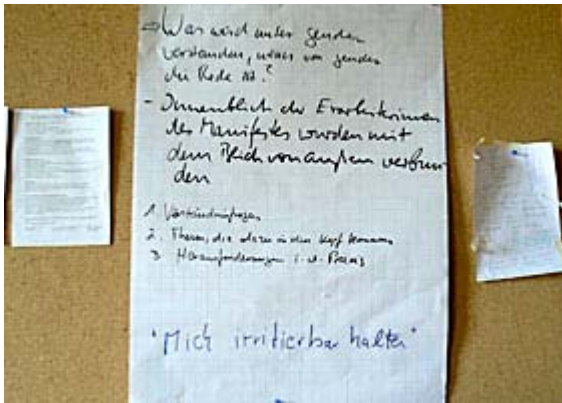 ⇒ Was wird unter gender
verstanden, wenn von gender
die Rede ist?
- Innenblick der Erarbeiterinnen
des Manifestes wurden mit
dem Blick von außen verbun
den
1. Verständnisfragen
2. Themen, die dazu in den Kopf kommen
3. Herausforderungen i. d. Praxis
"Mich irritierbar halten"